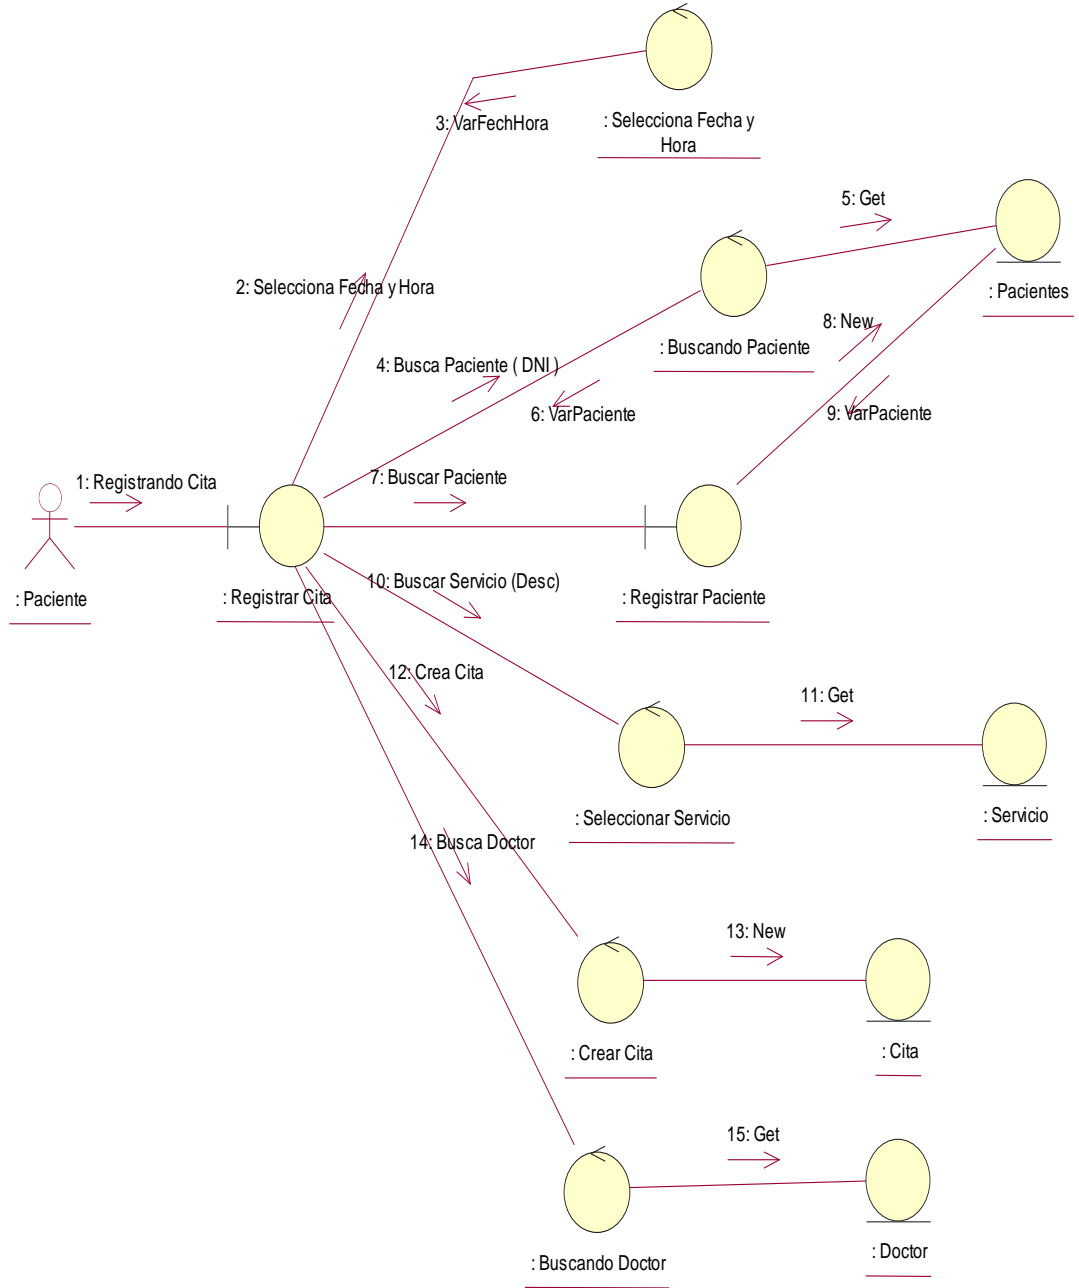 3: VarFechHora
: Selecciona Fecha y
Hora
5: Get
2: Selecciona Fecha y Hora
: Pacientes
8: New
: Buscando Paciente
4: Busca Paciente ( DNI )
6: VarPaciente
9: VarPaciente
1: Registrando Cita
7: Buscar Paciente
10: Buscar Servicio (Desc)
: Paciente
: Registrar Cita
: Registrar Paciente
12: Crea Cita
11: Get
: Seleccionar Servicio
: Servicio
14: Busca Doctor
13: New
: Crear Cita
: Cita
15: Get
: Buscando Doctor
: Doctor